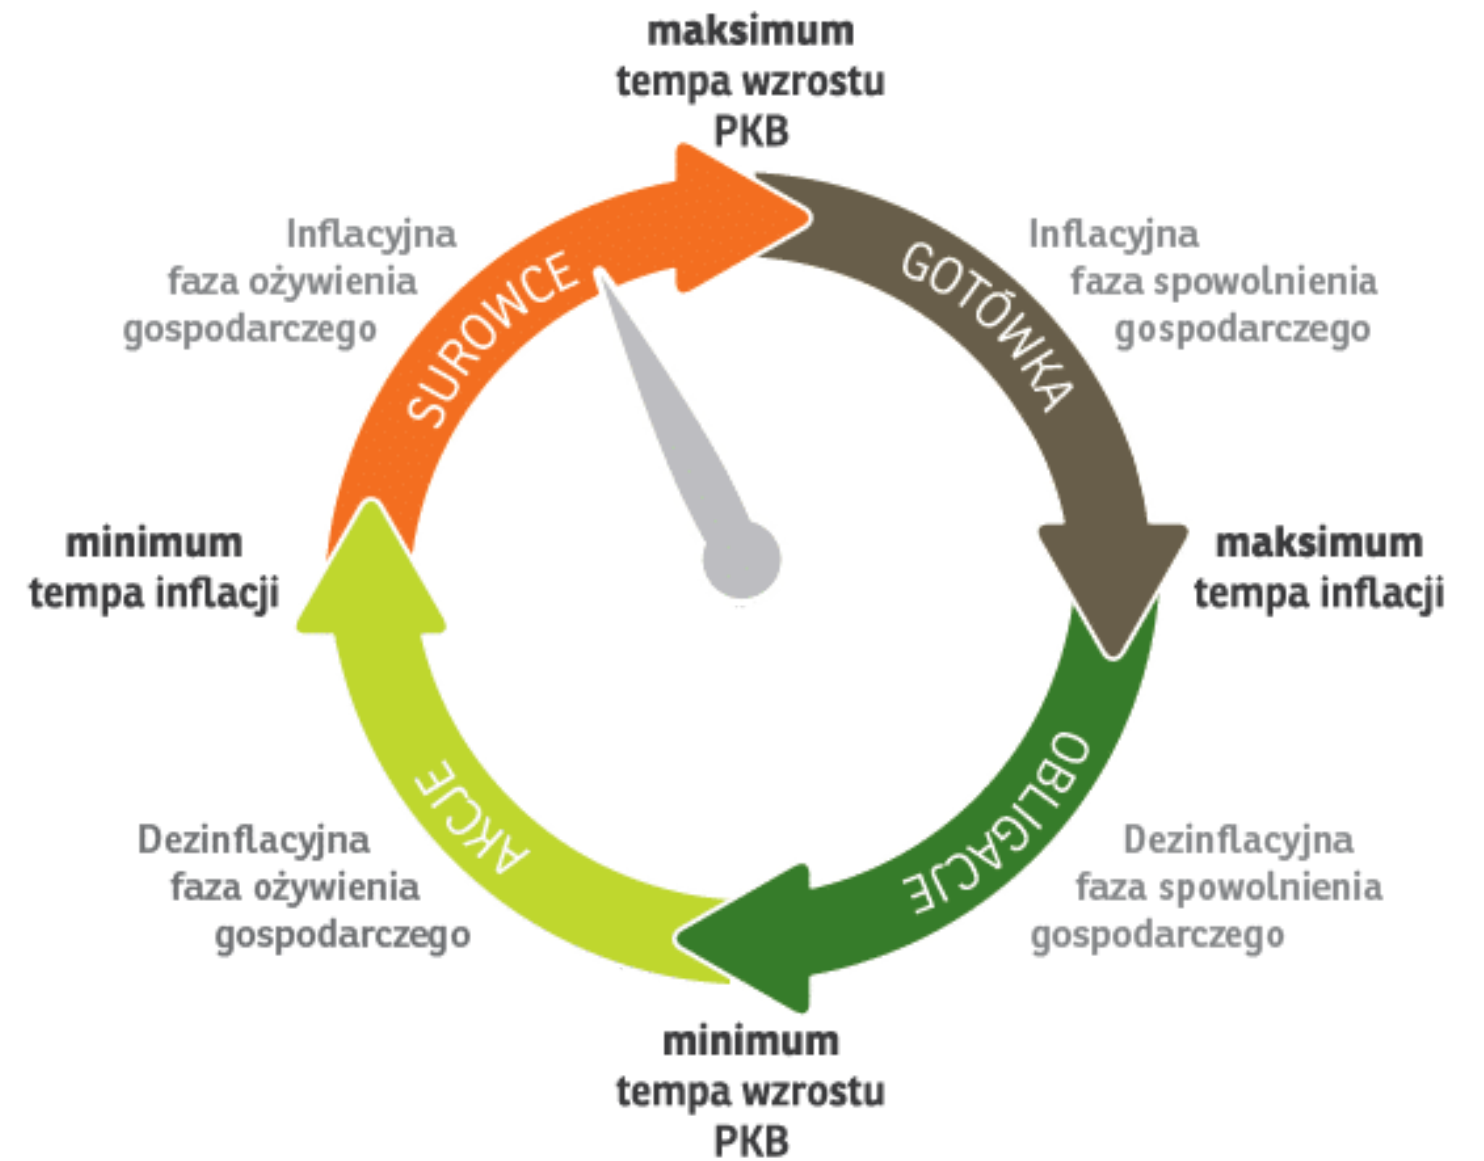 maksimum
tempa wzrostu
PKB
Inflacyjna
faza ożywienia
gospodarczego
SUROWCE
GOTÓWKA
Inflacyjna
faza spowolnienia
gospodarczego
minimum
tempa inflacji
maksimum
tempa inflacji
Dezinflacyjna
faza ożywienia
gospodarczego
AKCJE
OBLIGACJE
Dezinflacyjna
faza spowolnienia
gospodarczego
minimum
tempa wzrostu
PKB